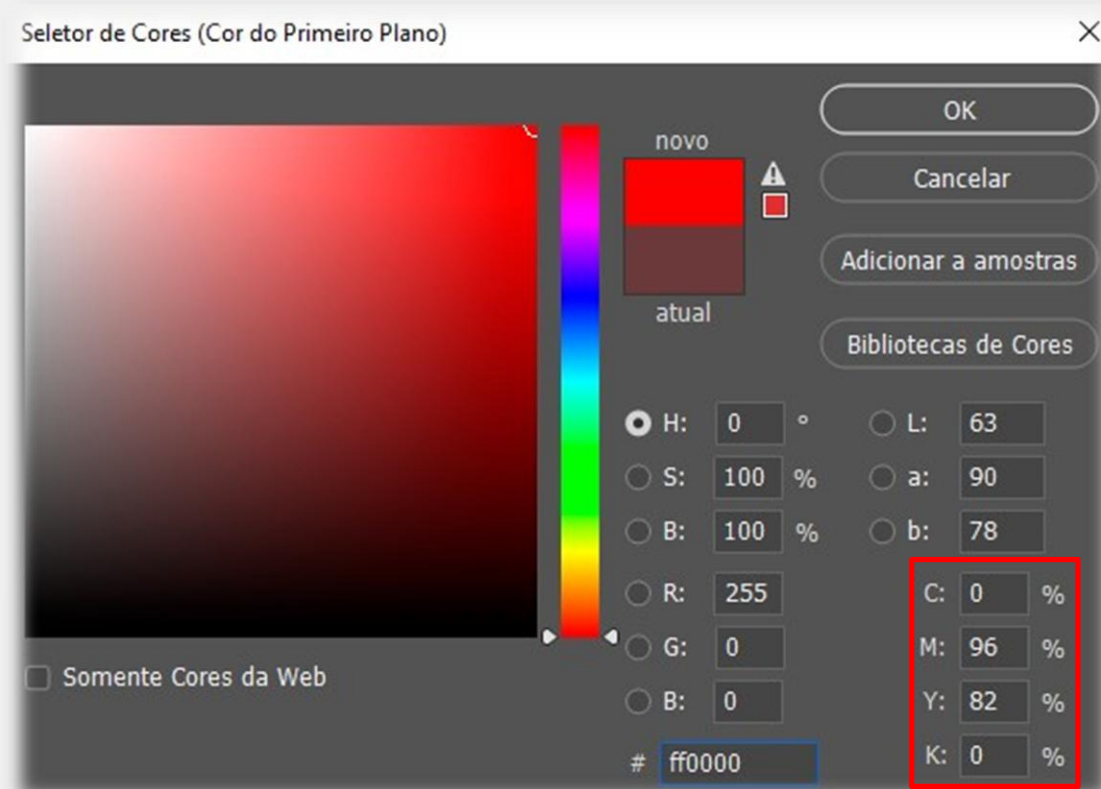 Seletor de Cores (Cor do Primeiro Plano)
OK
novo
Cancelar
Adicionar a amostras
atual
Bibliotecas de Cores
H: 0 °
L: 63
S: 100 %
a: 90
B: 100 %
b: 78
R: 255
C: 0 %
G: 0
M: 96 %
Somente Cores da Web
B: 0
Y: 82 %
# ff0000
K: 0 %